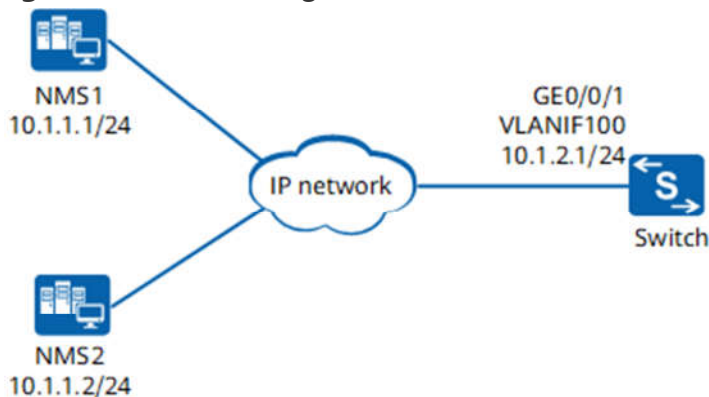 NMS1
10.1.1.1/24
GE0/0/1
VLANIF100
10.1.2.1/24
IP network
S
Switch
NMS2
10.1.1.2/24